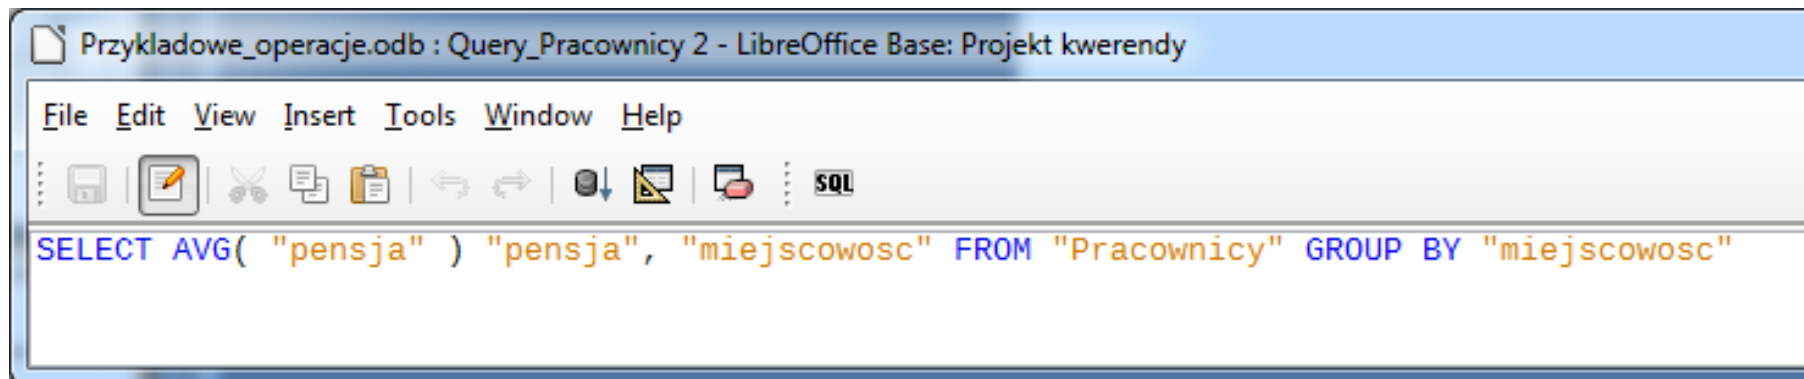 Przykladowe_operacje.odb : Query_Pracownicy 2 - LibreOffice Base: Projekt kwerendy
File Edit View Insert Tools Window Help
SQL
SELECT AVG( "pensja" ) "pensja", "miejscowosc" FROM "Pracownicy" GROUP BY "miejscowosc"